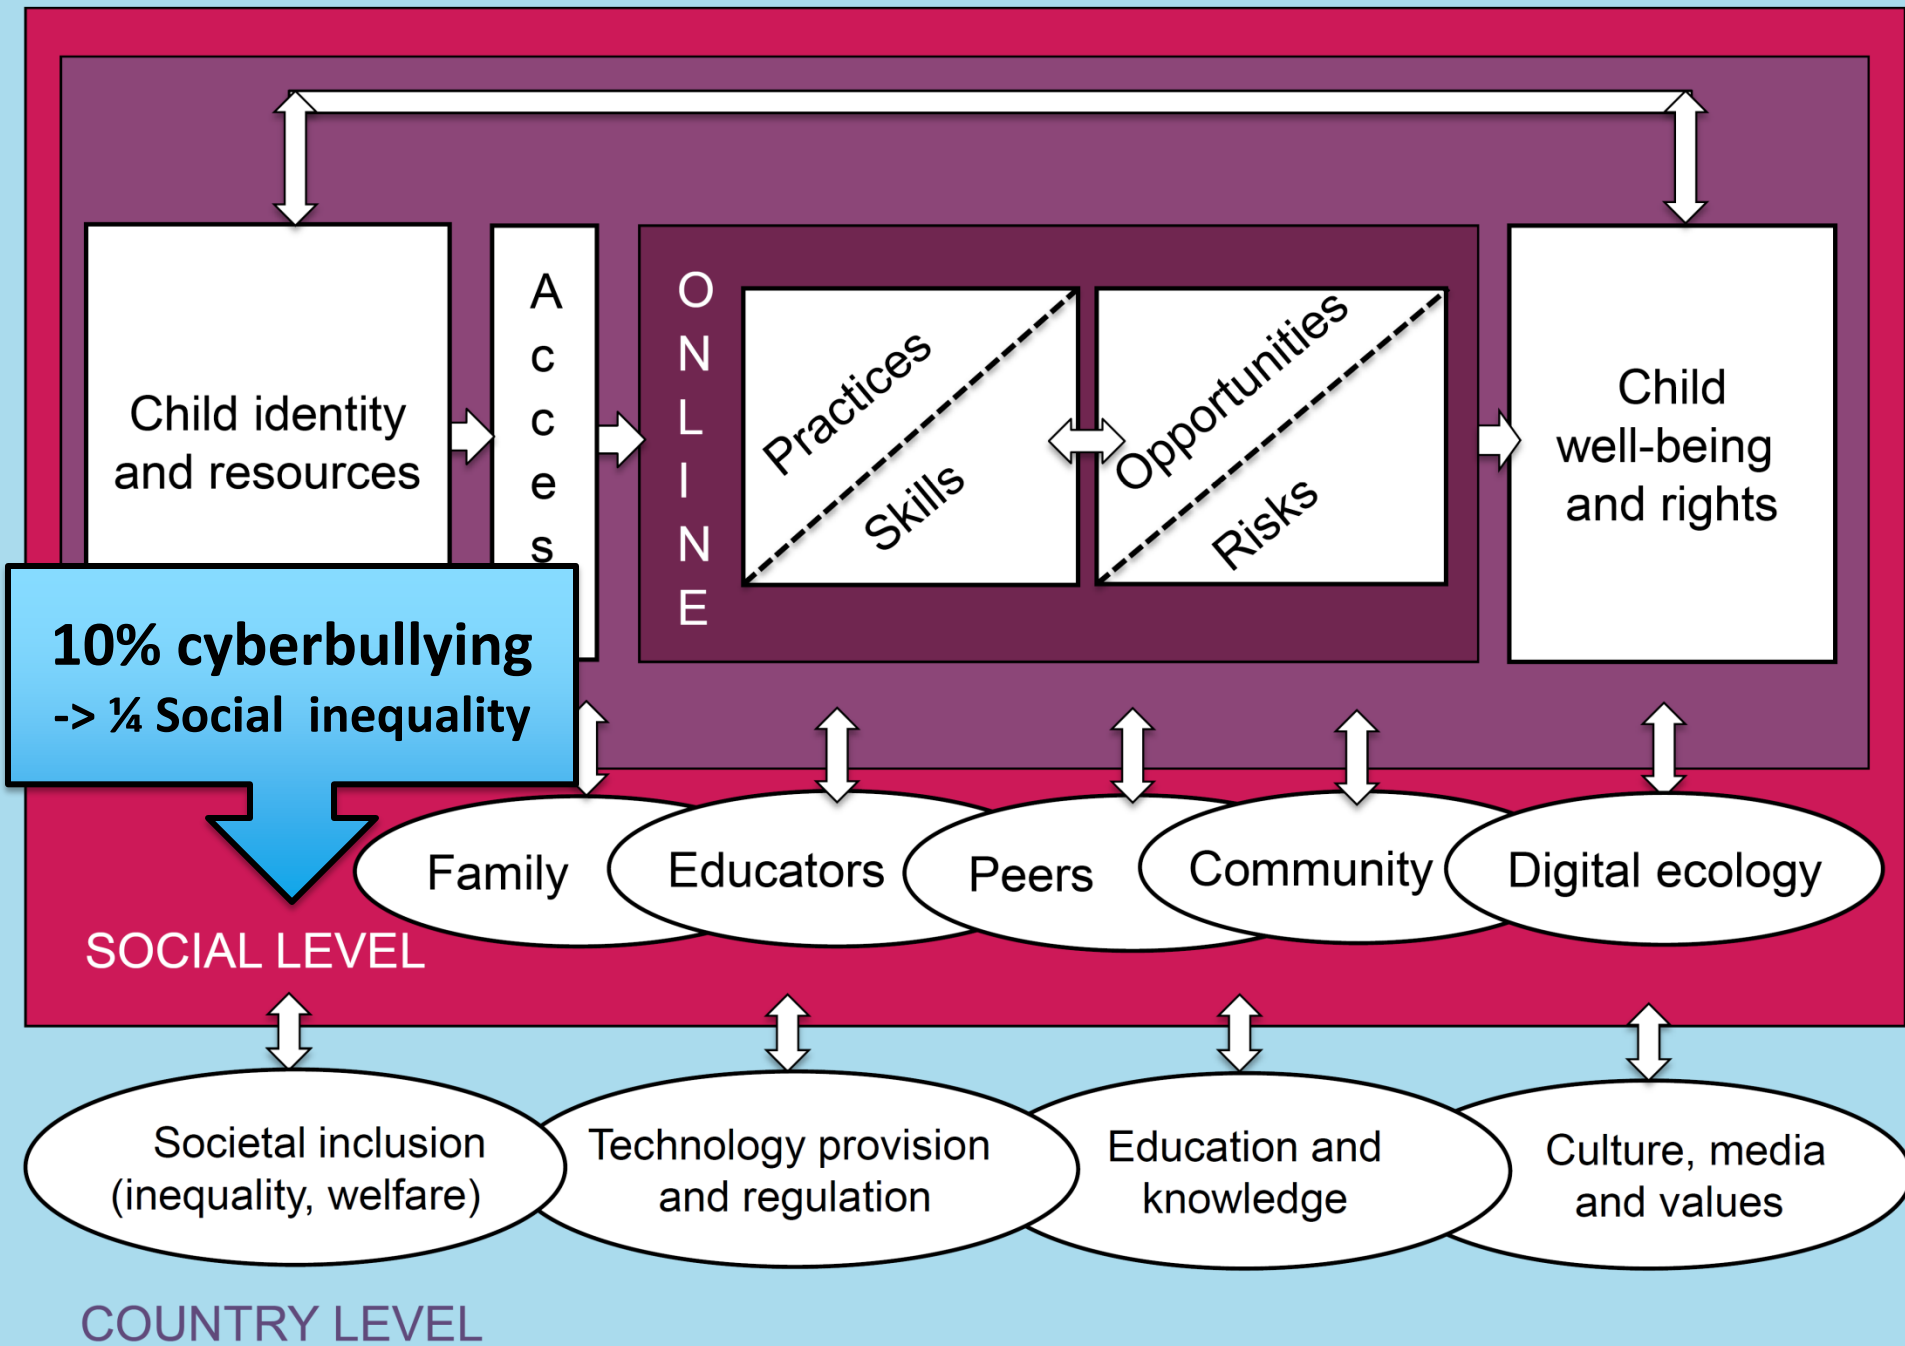 Child identity
and resources
Acces
ONLINE
Practices
Skills
Opportunities
Risks
Child
well-being
and rights
10% cyberbullying
-> ¼ Social inequality
Family
Educators
Peers
Community
Digital ecology
SOCIAL LEVEL
Societal inclusion
(inequality, welfare)
Technology provision
and regulation
Education and
knowledge
Culture, media
and values
COUNTRY LEVEL